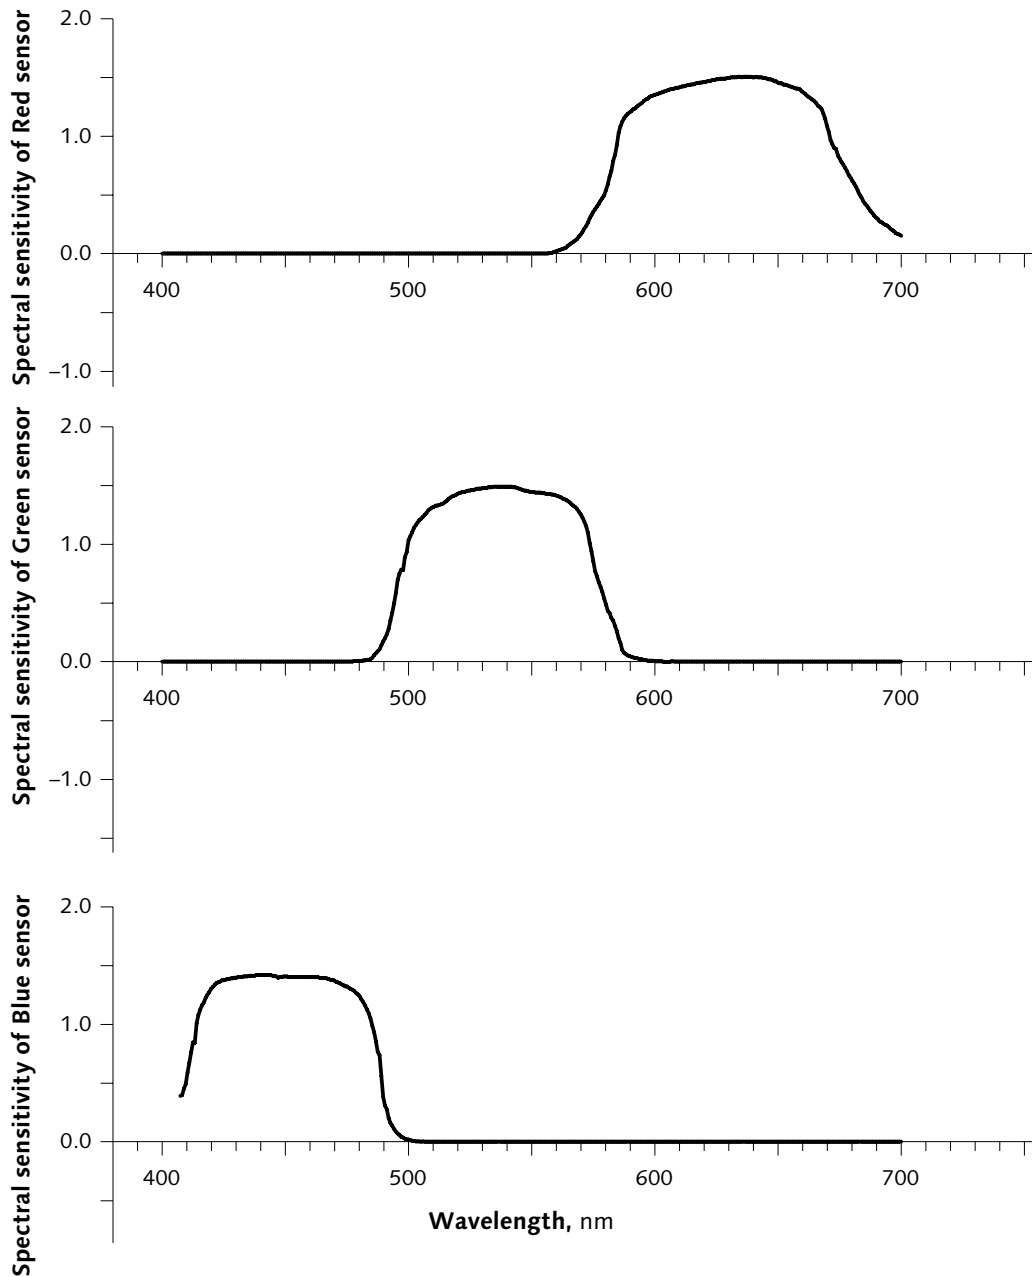 Spectral sensitivity of Red sensor
2.0
1.0
0.0
–1.0
400 500 600 700
Spectral sensitivity of Green sensor
2.0
1.0
0.0
–1.0
400 500 600 700
Spectral sensitivity of Blue sensor
2.0
1.0
0.0
400 500 600 700
Wavelength, nm